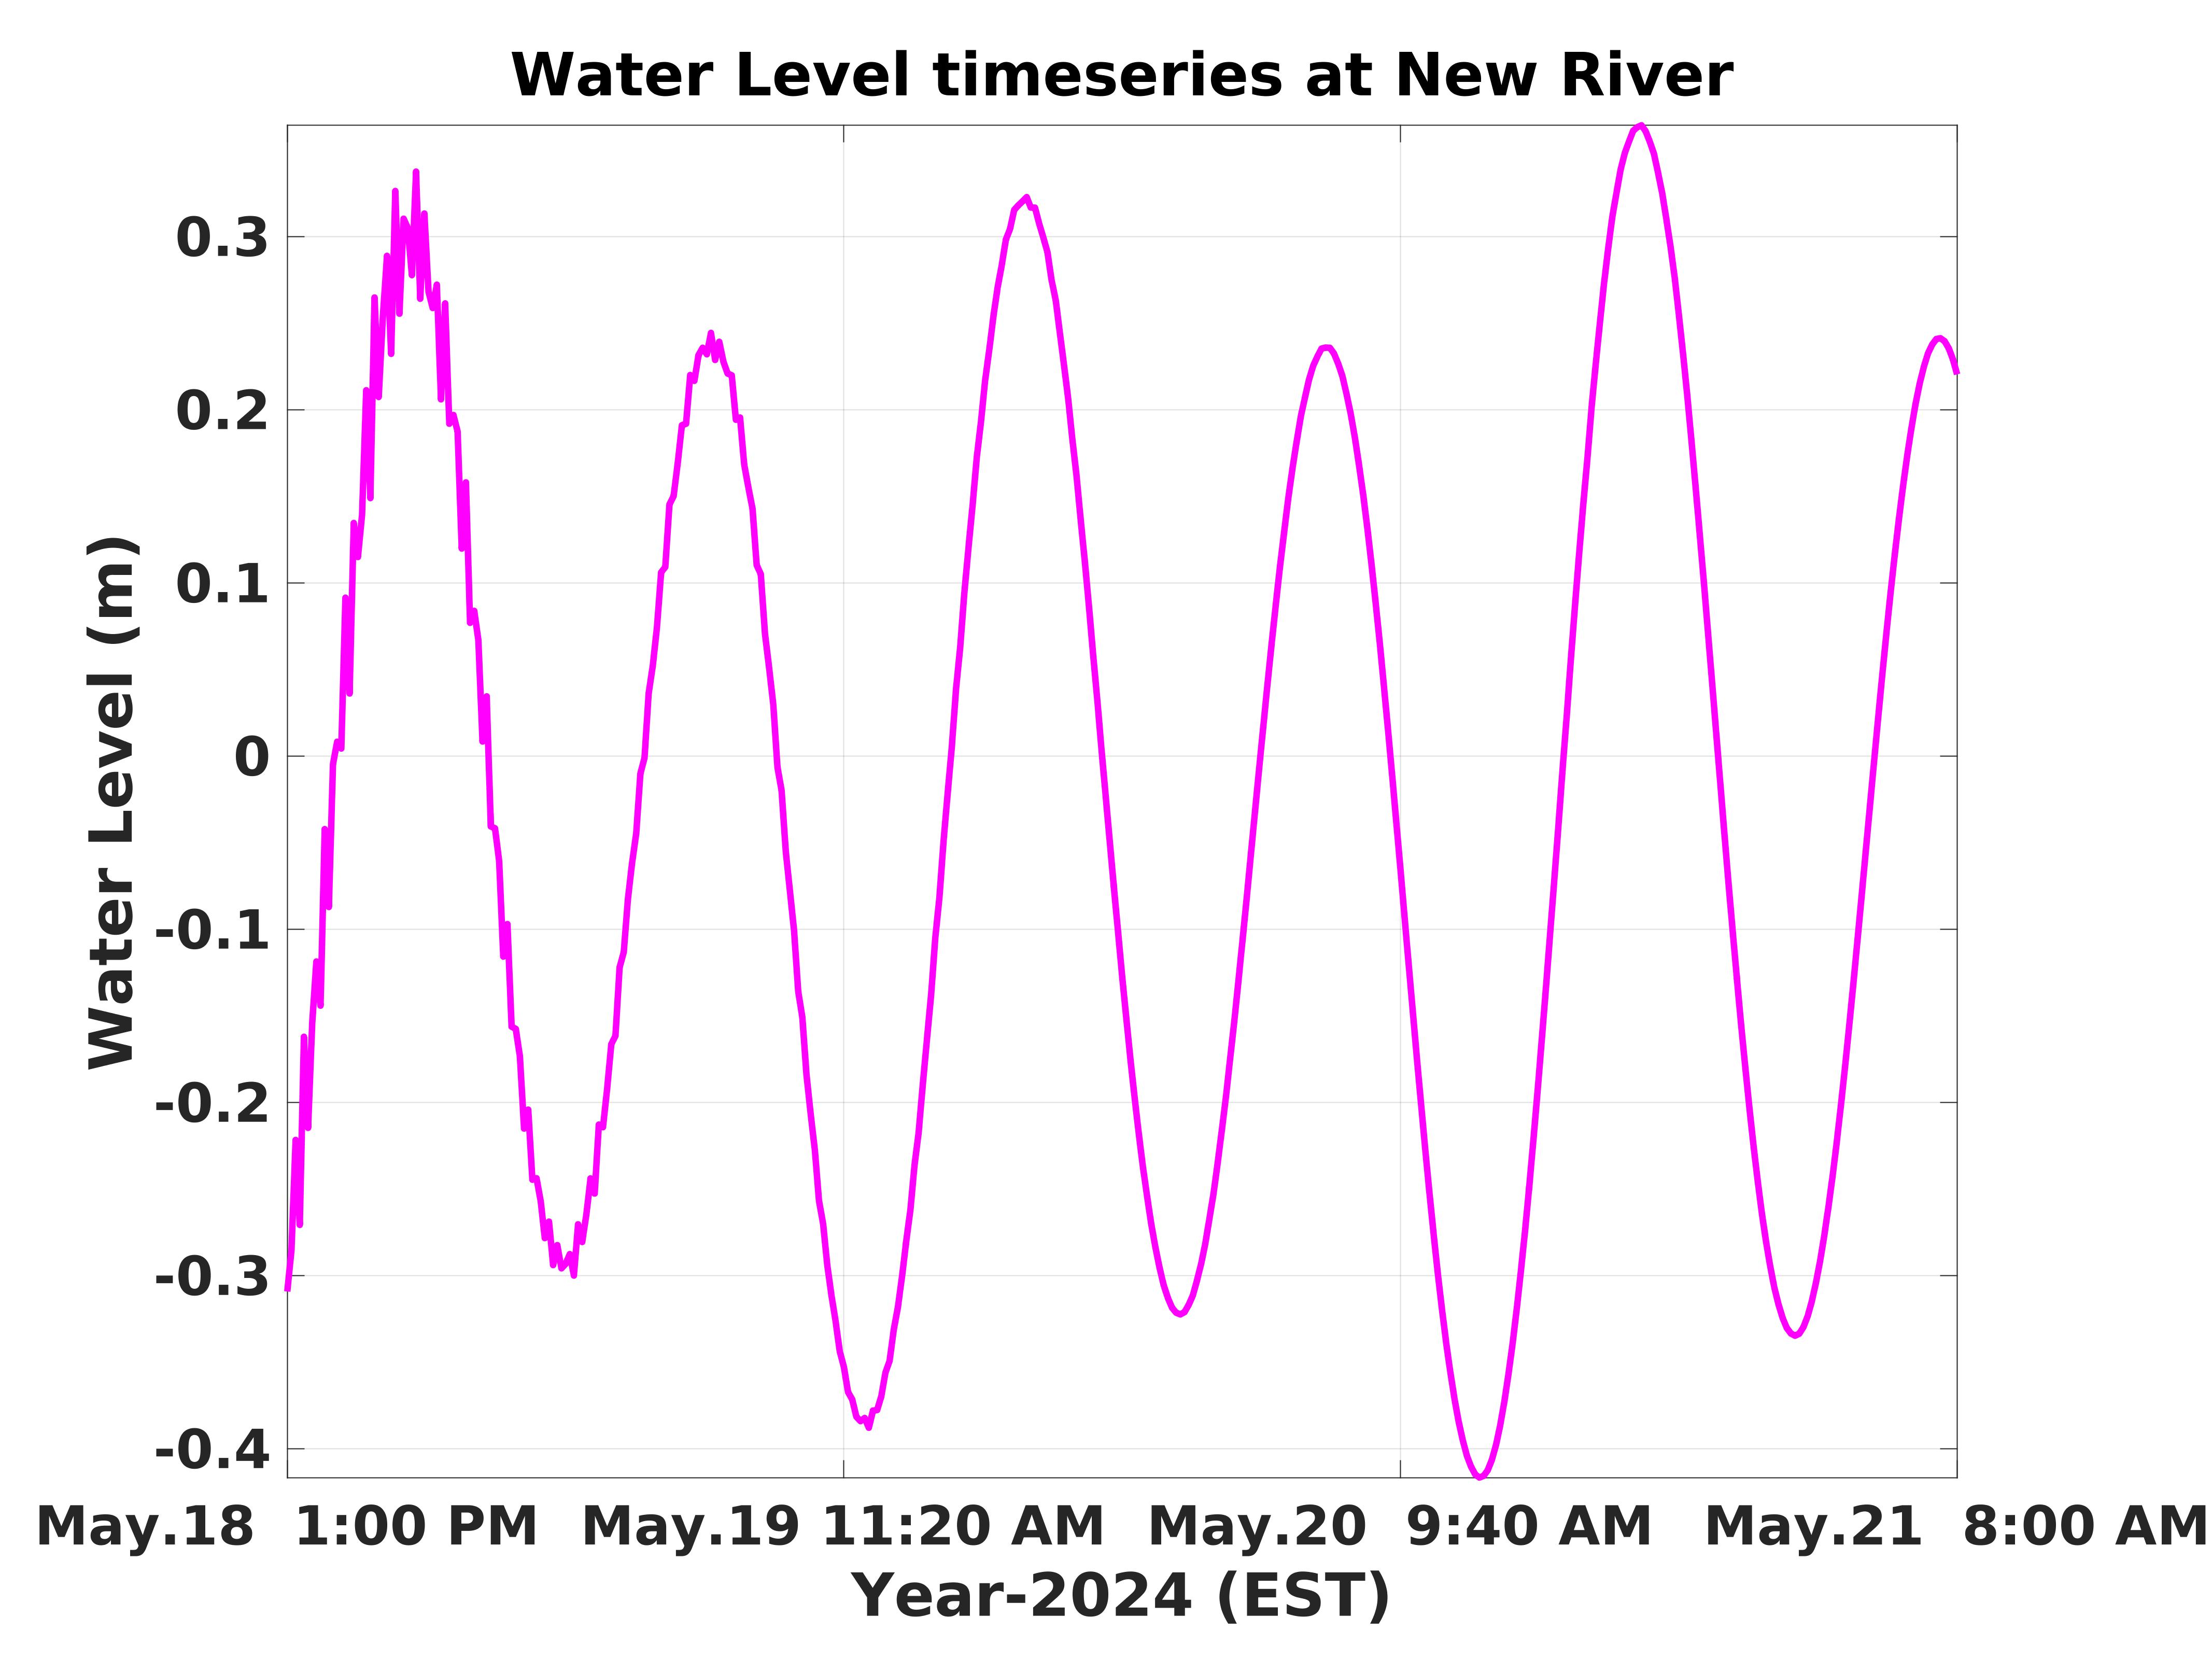 Water Level timeseries at New River
Water Level (m)
0.3
0.2
0.1
0
-0.1
-0.2
-0.3
-0.4
May.18 1:00 PM May.19 11:20 AM May.20 9:40 AM May.21 8:00 AM
Year-2024 (EST)